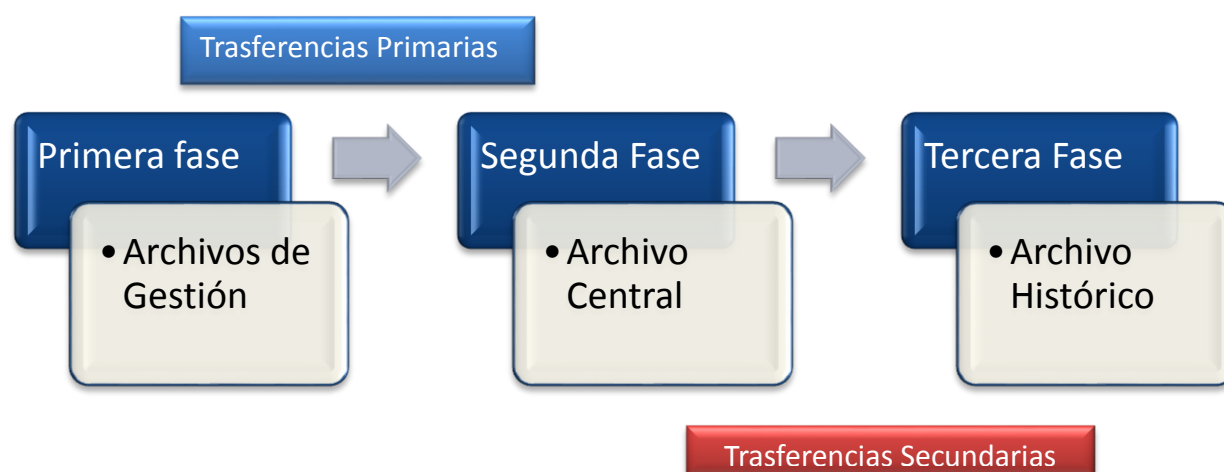 Trasferencias Primarias
Primera fase
Segunda Fase
Tercera Fase
•Archivos de
Gestión
•Archivo
Central
•Archivo
Histórico
Trasferencias Secundarias